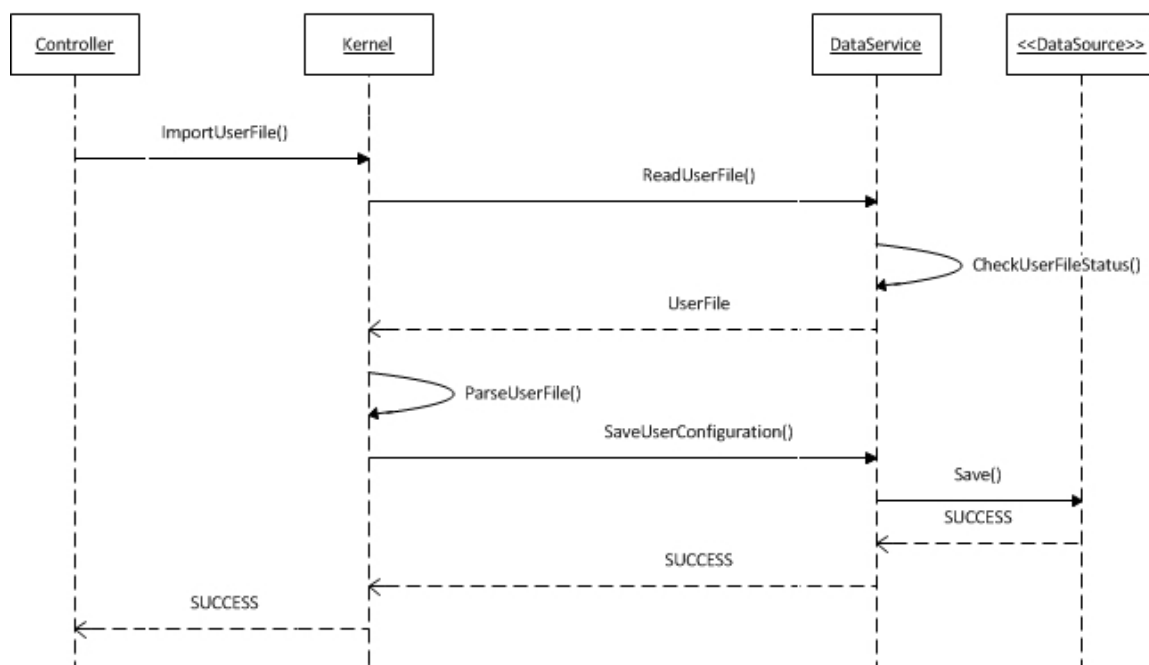 Controller
Kernel
DataService
<<DataSource>>
ImportUserFile()
ReadUserFile()
CheckUserFileStatus()
UserFile
ParseUserFile()
SaveUserConfiguration()
Save()
SUCCESS
SUCCESS
SUCCESS